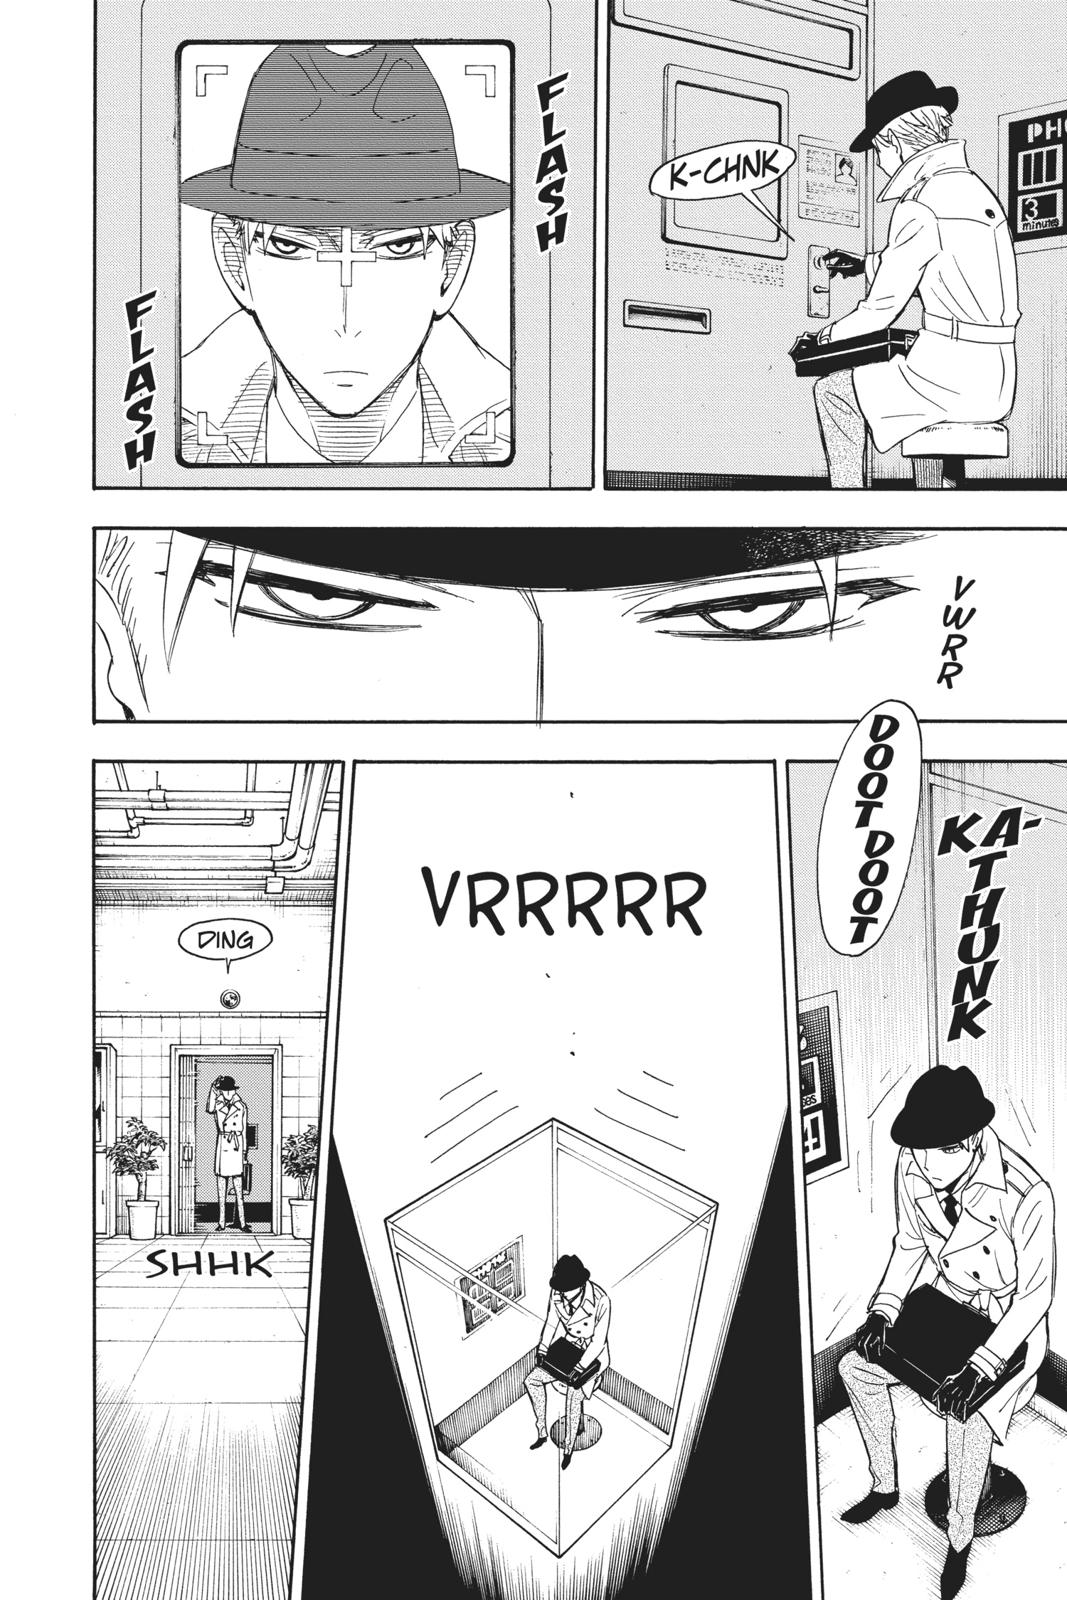 K-CHNK
PHO
3
minutes
FLASH
FLASH
VWRR
DOOT DOOT
KA-
THUNK
VRRRRR
DING
SHHK